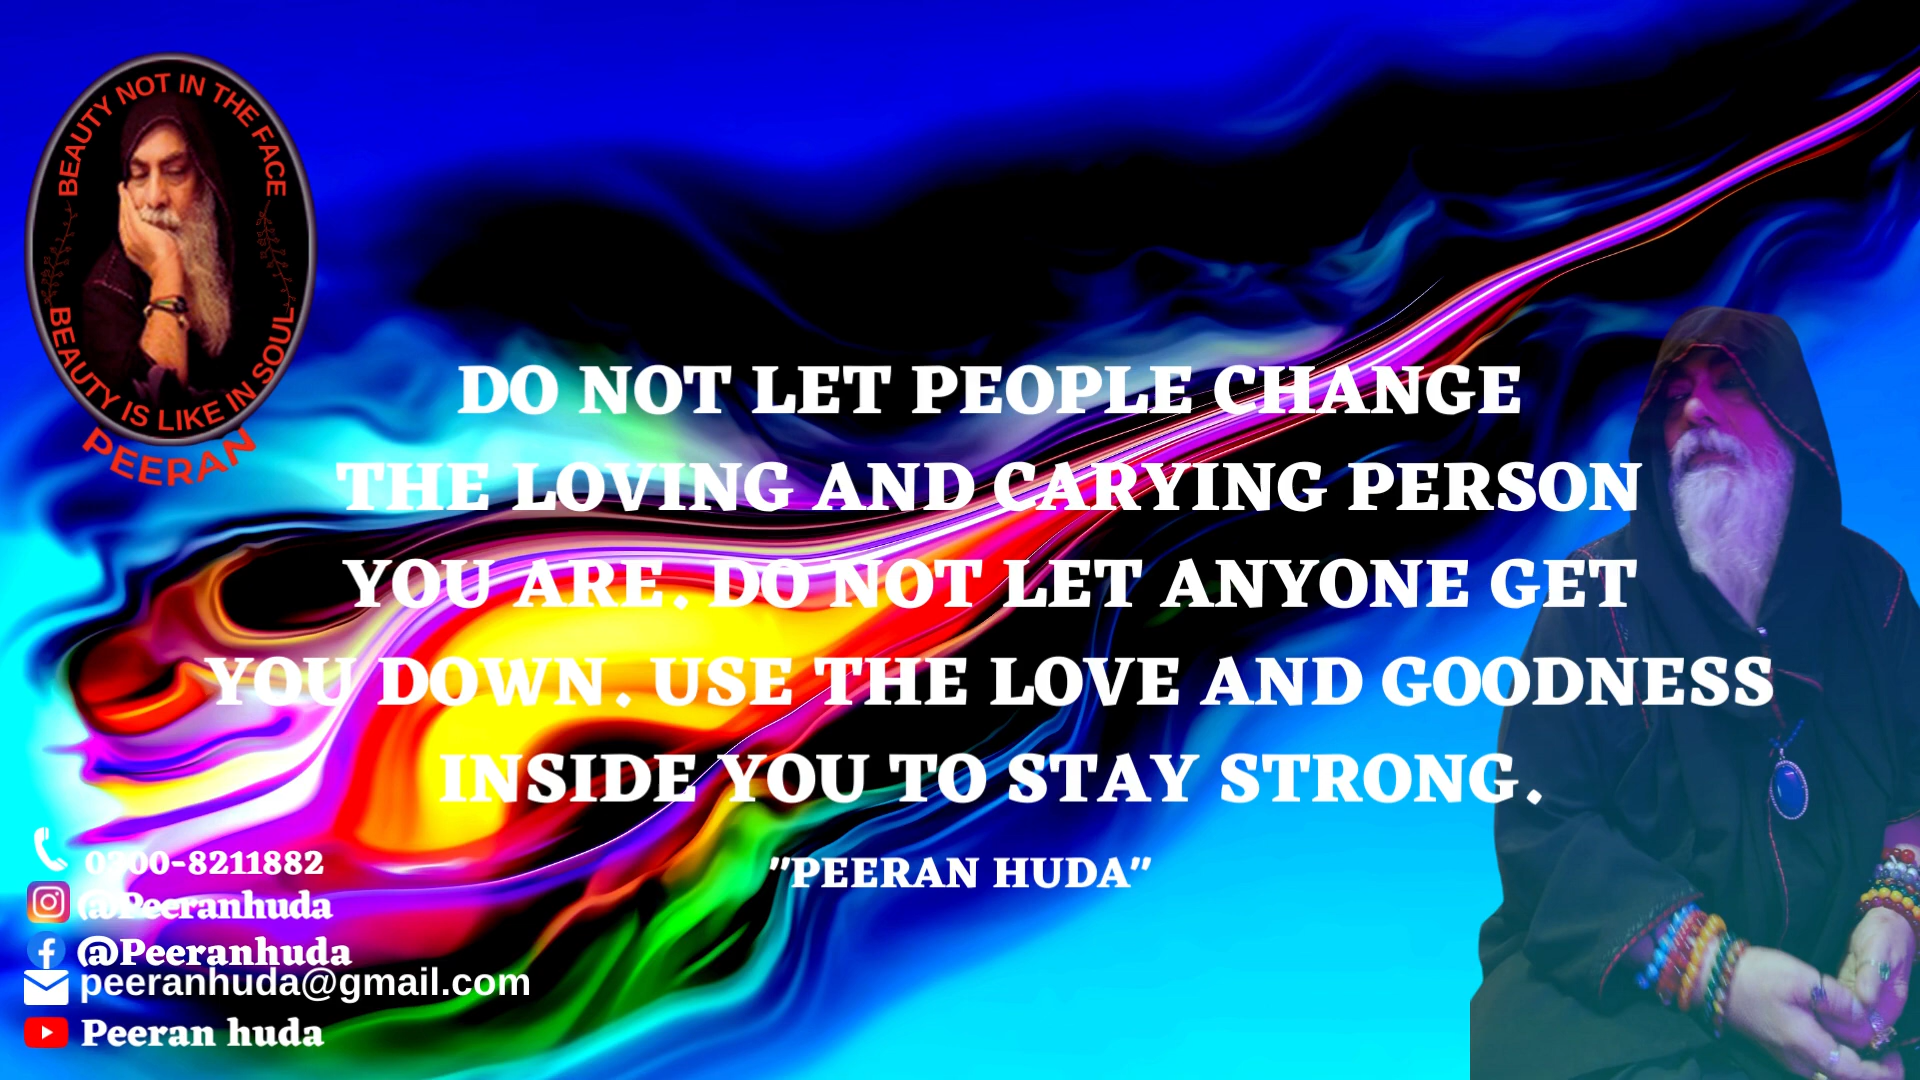 BEAUTY NOT IN THE FACE
BEAUTY IS LIKE IN SOUL
PEERAN
DO NOT LET PEOPLE CHANGE
THE LOVING AND CARYING PERSON
YOU ARE. DO NOT LET ANYONE GET
YOU DOWN. USE THE LOVE AND GOODNESS
INSIDE YOU TO STAY STRONG.
"PEERAN HUDA"
@Peeranhuda
@Peeranhuda
peeranhuda@gmail.com
Peeran huda